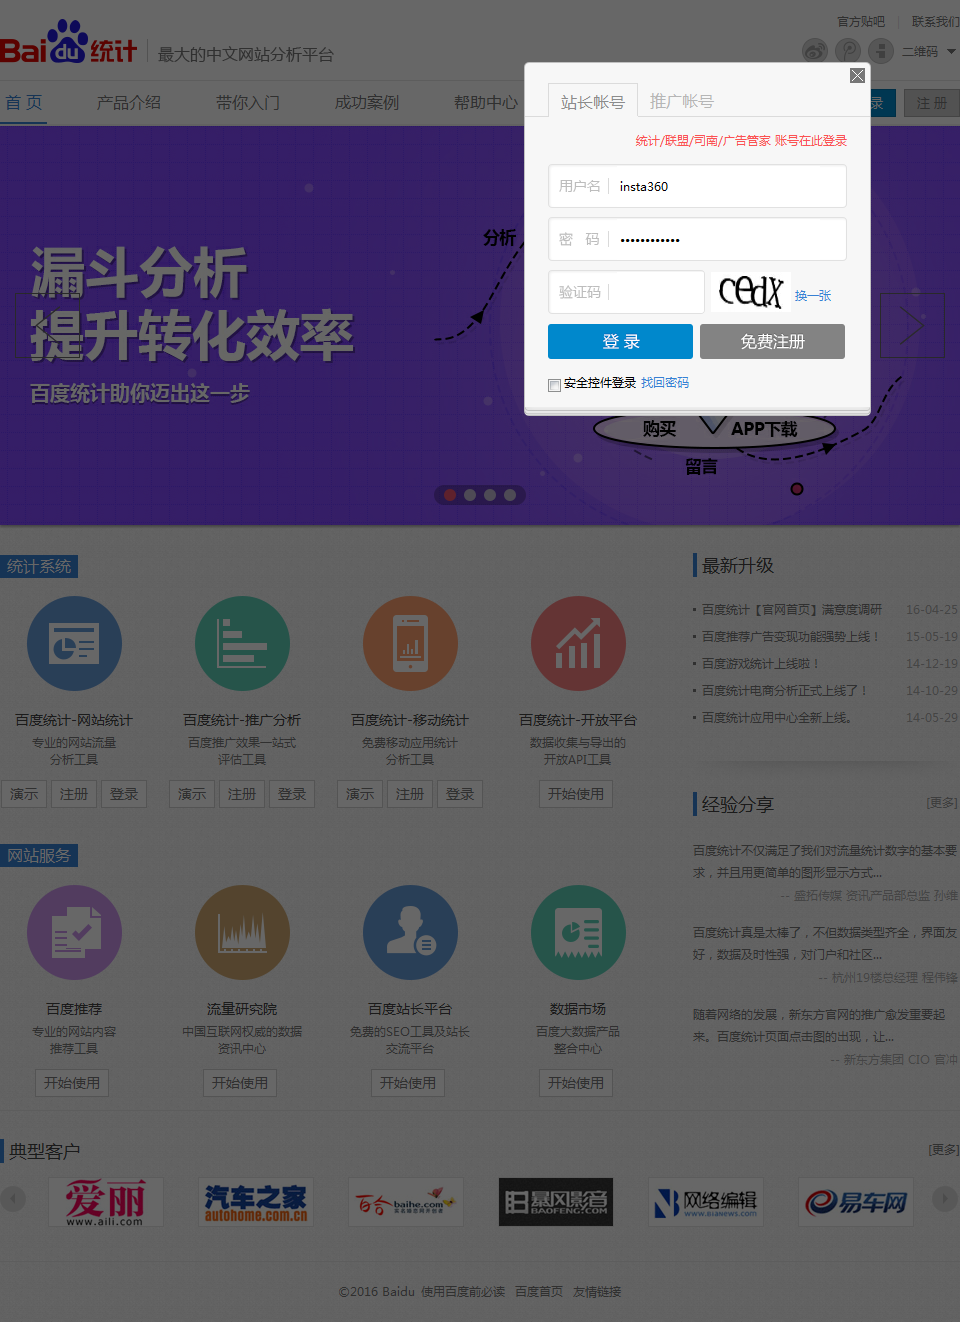 官方贴吧 | 联系我们
Bai du 统计 最大的中文网站分析平台
二维码
首 页 产品介绍 带你入门 成功案例 帮助中心
录 注 册
站长帐号 推广帐号
统计/联盟/司南/广告管家 账号在此登录
用户名 insta360
密 码 ••••••••••••
验证码 cedx 换一张
登 录 免费注册
安全控件登录 找回密码
漏斗分析
提升转化效率
百度统计助你迈出这一步
分析
购买 APP下载
留言
统计系统
百度统计-网站统计
专业的网站流量
分析工具
演示 注册 登录
百度统计-推广分析
百度推广效果一站式
评估工具
演示 注册 登录
百度统计-移动统计
免费移动应用统计
分析工具
演示 注册 登录
百度统计-开放平台
数据收集与导出的
开放API工具
开始使用
最新升级
百度统计【官网首页】满意度调研 16-04-25
百度推荐广告变现功能强势上线！ 15-05-19
百度游戏统计上线啦！ 14-12-19
百度统计电商分析正式上线了！ 14-10-29
百度统计应用中心全新上线。 14-05-29
经验分享 [更多]
百度统计不仅满足了我们对流量统计数字的基本要
求，并且用更简单的图形显示方式...
-- 盛拓传媒 资讯产品部总监 孙维
百度统计真是太棒了，不但数据类型齐全，界面友
好，数据及时性强，对门户和社区...
-- 杭州19楼总经理 程伟锋
随着网络的发展，新东方官网的推广愈发重要起
来。百度统计页面点击图的出现，让...
-- 新东方集团 CIO 官冲
网站服务
百度推荐
专业的网站内容
推荐工具
开始使用
流量研究院
中国互联网权威的数据
资讯中心
开始使用
百度站长平台
免费的SEO工具及站长
交流平台
开始使用
数据市场
百度大数据产品
整合中心
开始使用
典型客户 [更多]
爱丽
www.aili.com
汽车之家
autohome.com.cn
百合 baihe.com
暴风影音
BAOFENG.COM
网络编辑
易车网
©2016 Baidu 使用百度前必读 百度首页 友情链接